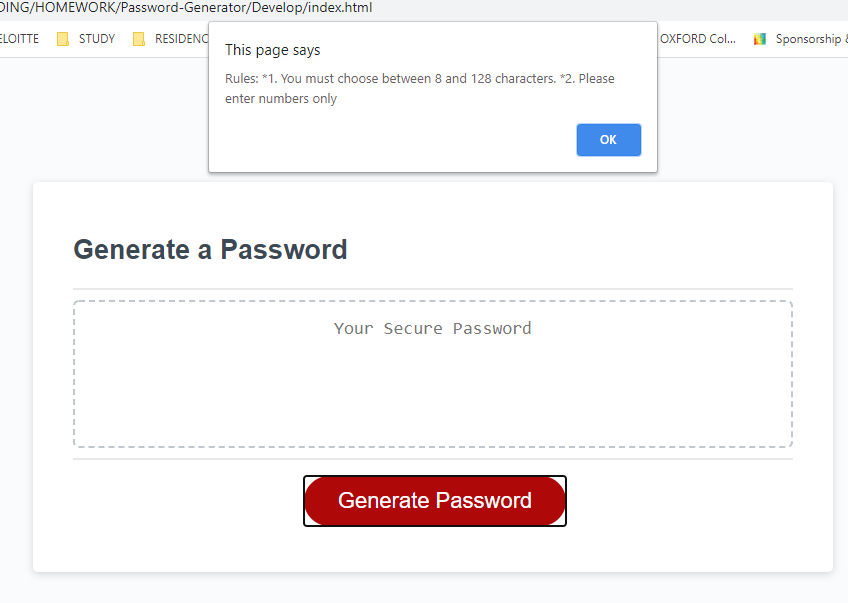 DING/HOMEWORK/Password-Generator/Develop/index.html
ELOITTE STUDY RESIDENC OXFORD Col... Sponsorship &
This page says
Rules: *1. You must choose between 8 and 128 characters. *2. Please
enter numbers only
OK
Generate a Password
Your Secure Password
Generate Password